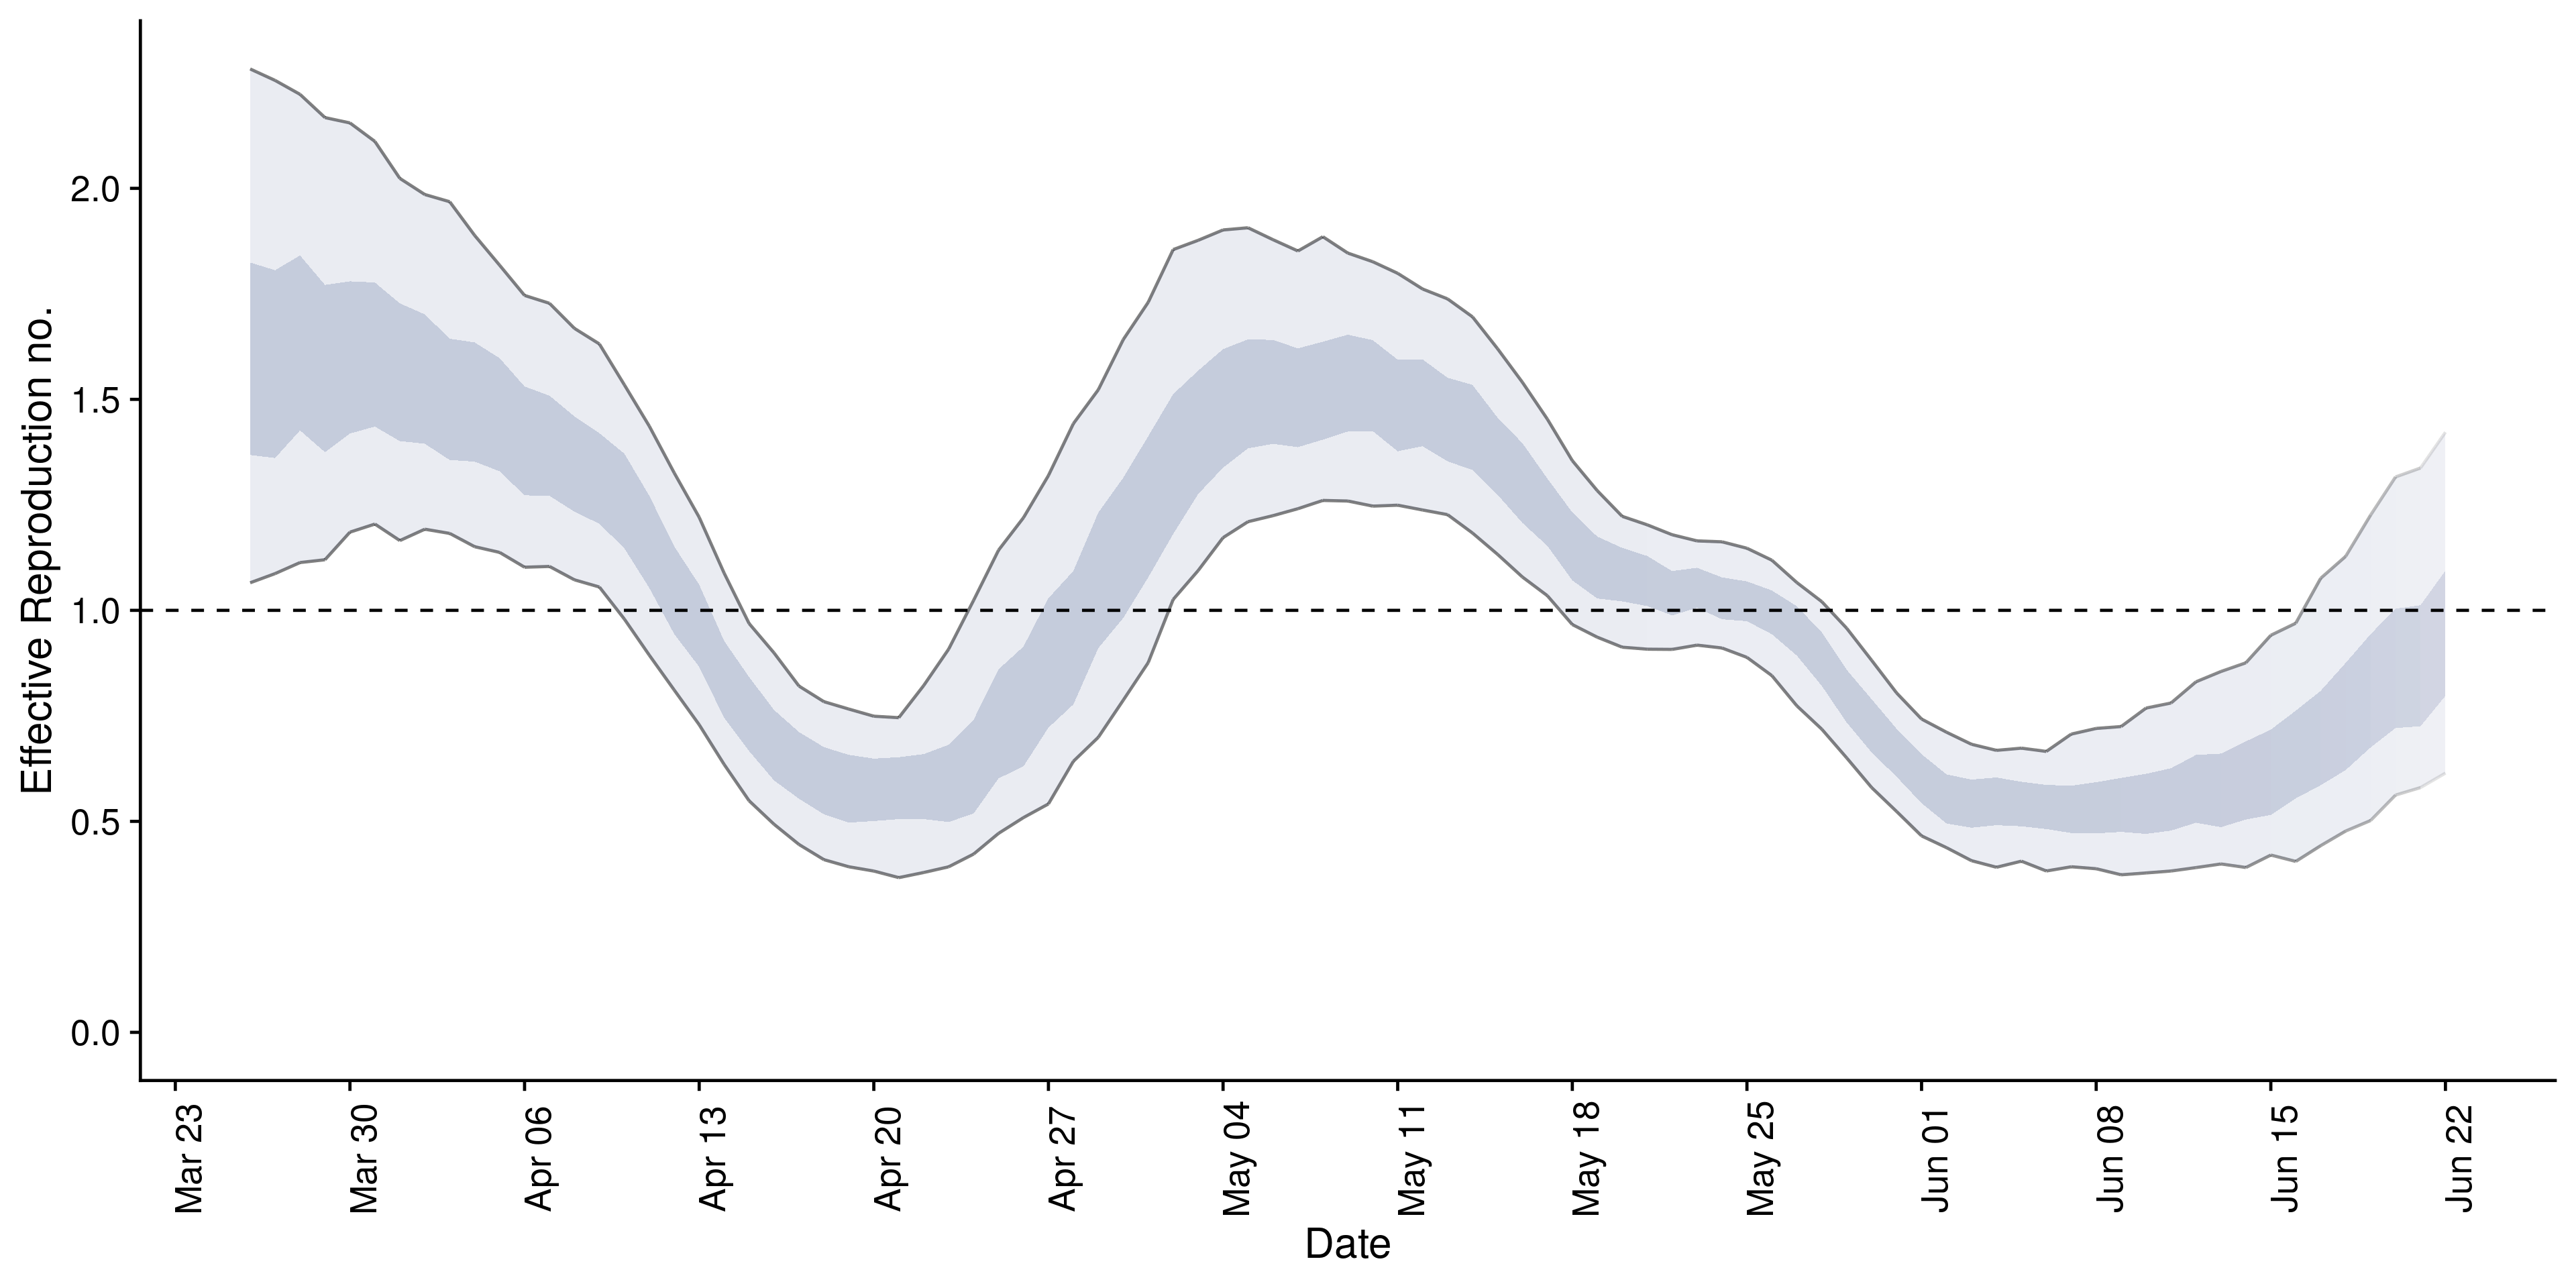 Effective Reproduction no.
2.0
1.5
1.0
0.5
0.0
Mar 23
Mar 30
Apr 06
Apr 13
Apr 20
Apr 27
May 04
May 11
May 18
May 25
Jun 01
Jun 08
Jun 15
Jun 22
Date